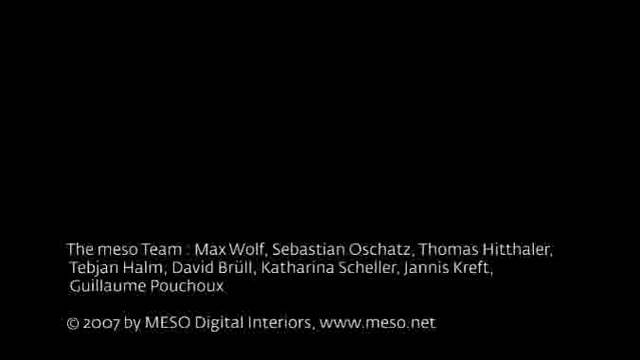 The meso Team : Max Wolf, Sebastian Oschatz, Thomas Hitthaler,
Tebjan Halm, David Brüll, Katharina Scheller, Jannis Kreft,
Guillaume Pouchoux
© 2007 by MESO Digital Interiors, www.meso.net